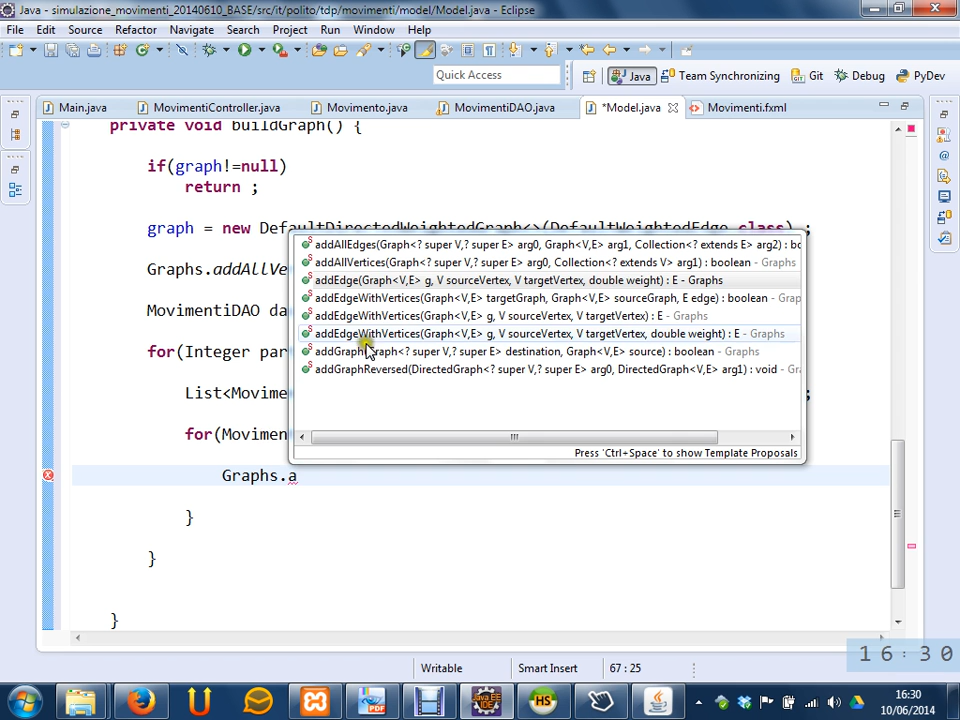 Java - simulazione_movimenti_20140610_BASE/src/it/polito/tdp/movimenti/model/Model.java - Eclipse
File Edit Source Refactor Navigate Search Project Run Window Help
Quick Access
Java Team Synchronizing Git Debug PyDev
Main.java MovimentiController.java Movimento.java MovimentiDAO.java *Model.java Movimenti.fxml
private void buildGraph() {
if(graph!=null)
return ;
graph = new DefaultDirectedWeightedGraph<>(DefaultWeightedEdge.class) ;
Graphs.addAllVe
MovimentiDAO da
for(Integer par
List<Movime ;
for(Movimen
Graphs.a
}
}
}
addAllEdges(Graph<? super V,? super E> arg0, Graph<V,E> arg1, Collection<? extends E> arg2) : bo
addAllVertices(Graph<? super V,? super E> arg0, Collection<? extends V> arg1) : boolean - Graphs
addEdge(Graph<V,E> g, V sourceVertex, V targetVertex, double weight) : E - Graphs
addEdgeWithVertices(Graph<V,E> targetGraph, Graph<V,E> sourceGraph, E edge) : boolean - Grap
addEdgeWithVertices(Graph<V,E> g, V sourceVertex, V targetVertex) : E - Graphs
addEdgeWithVertices(Graph<V,E> g, V sourceVertex, V targetVertex, double weight) : E - Graphs
addGraph(Graph<? super V,? super E> destination, Graph<V,E> source) : boolean - Graphs
addGraphReversed(DirectedGraph<? super V,? super E> arg0, DirectedGraph<V,E> arg1) : void - Gra
Press 'Ctrl+Space' to show Template Proposals
16:30
Writable Smart Insert 67 : 25
16:30
10/06/2014